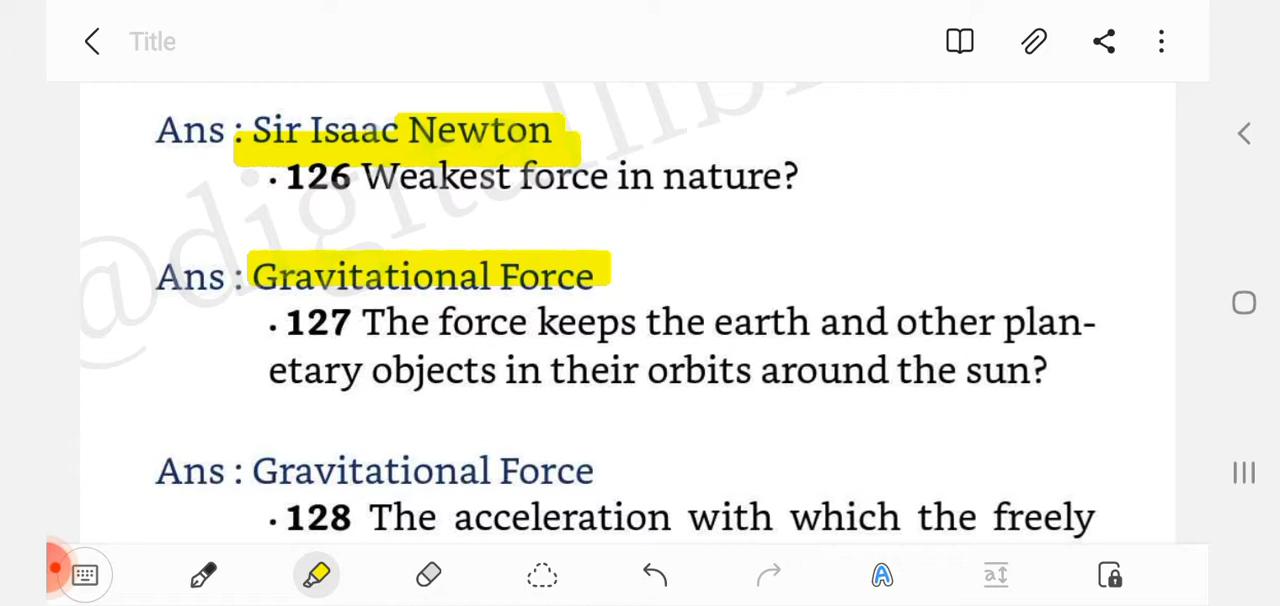 Title
Ans : Sir Isaac Newton
· 126 Weakest force in nature?
Ans : Gravitational Force
· 127 The force keeps the earth and other plan-
etary objects in their orbits around the sun?
Ans : Gravitational Force
· 128 The acceleration with which the freely